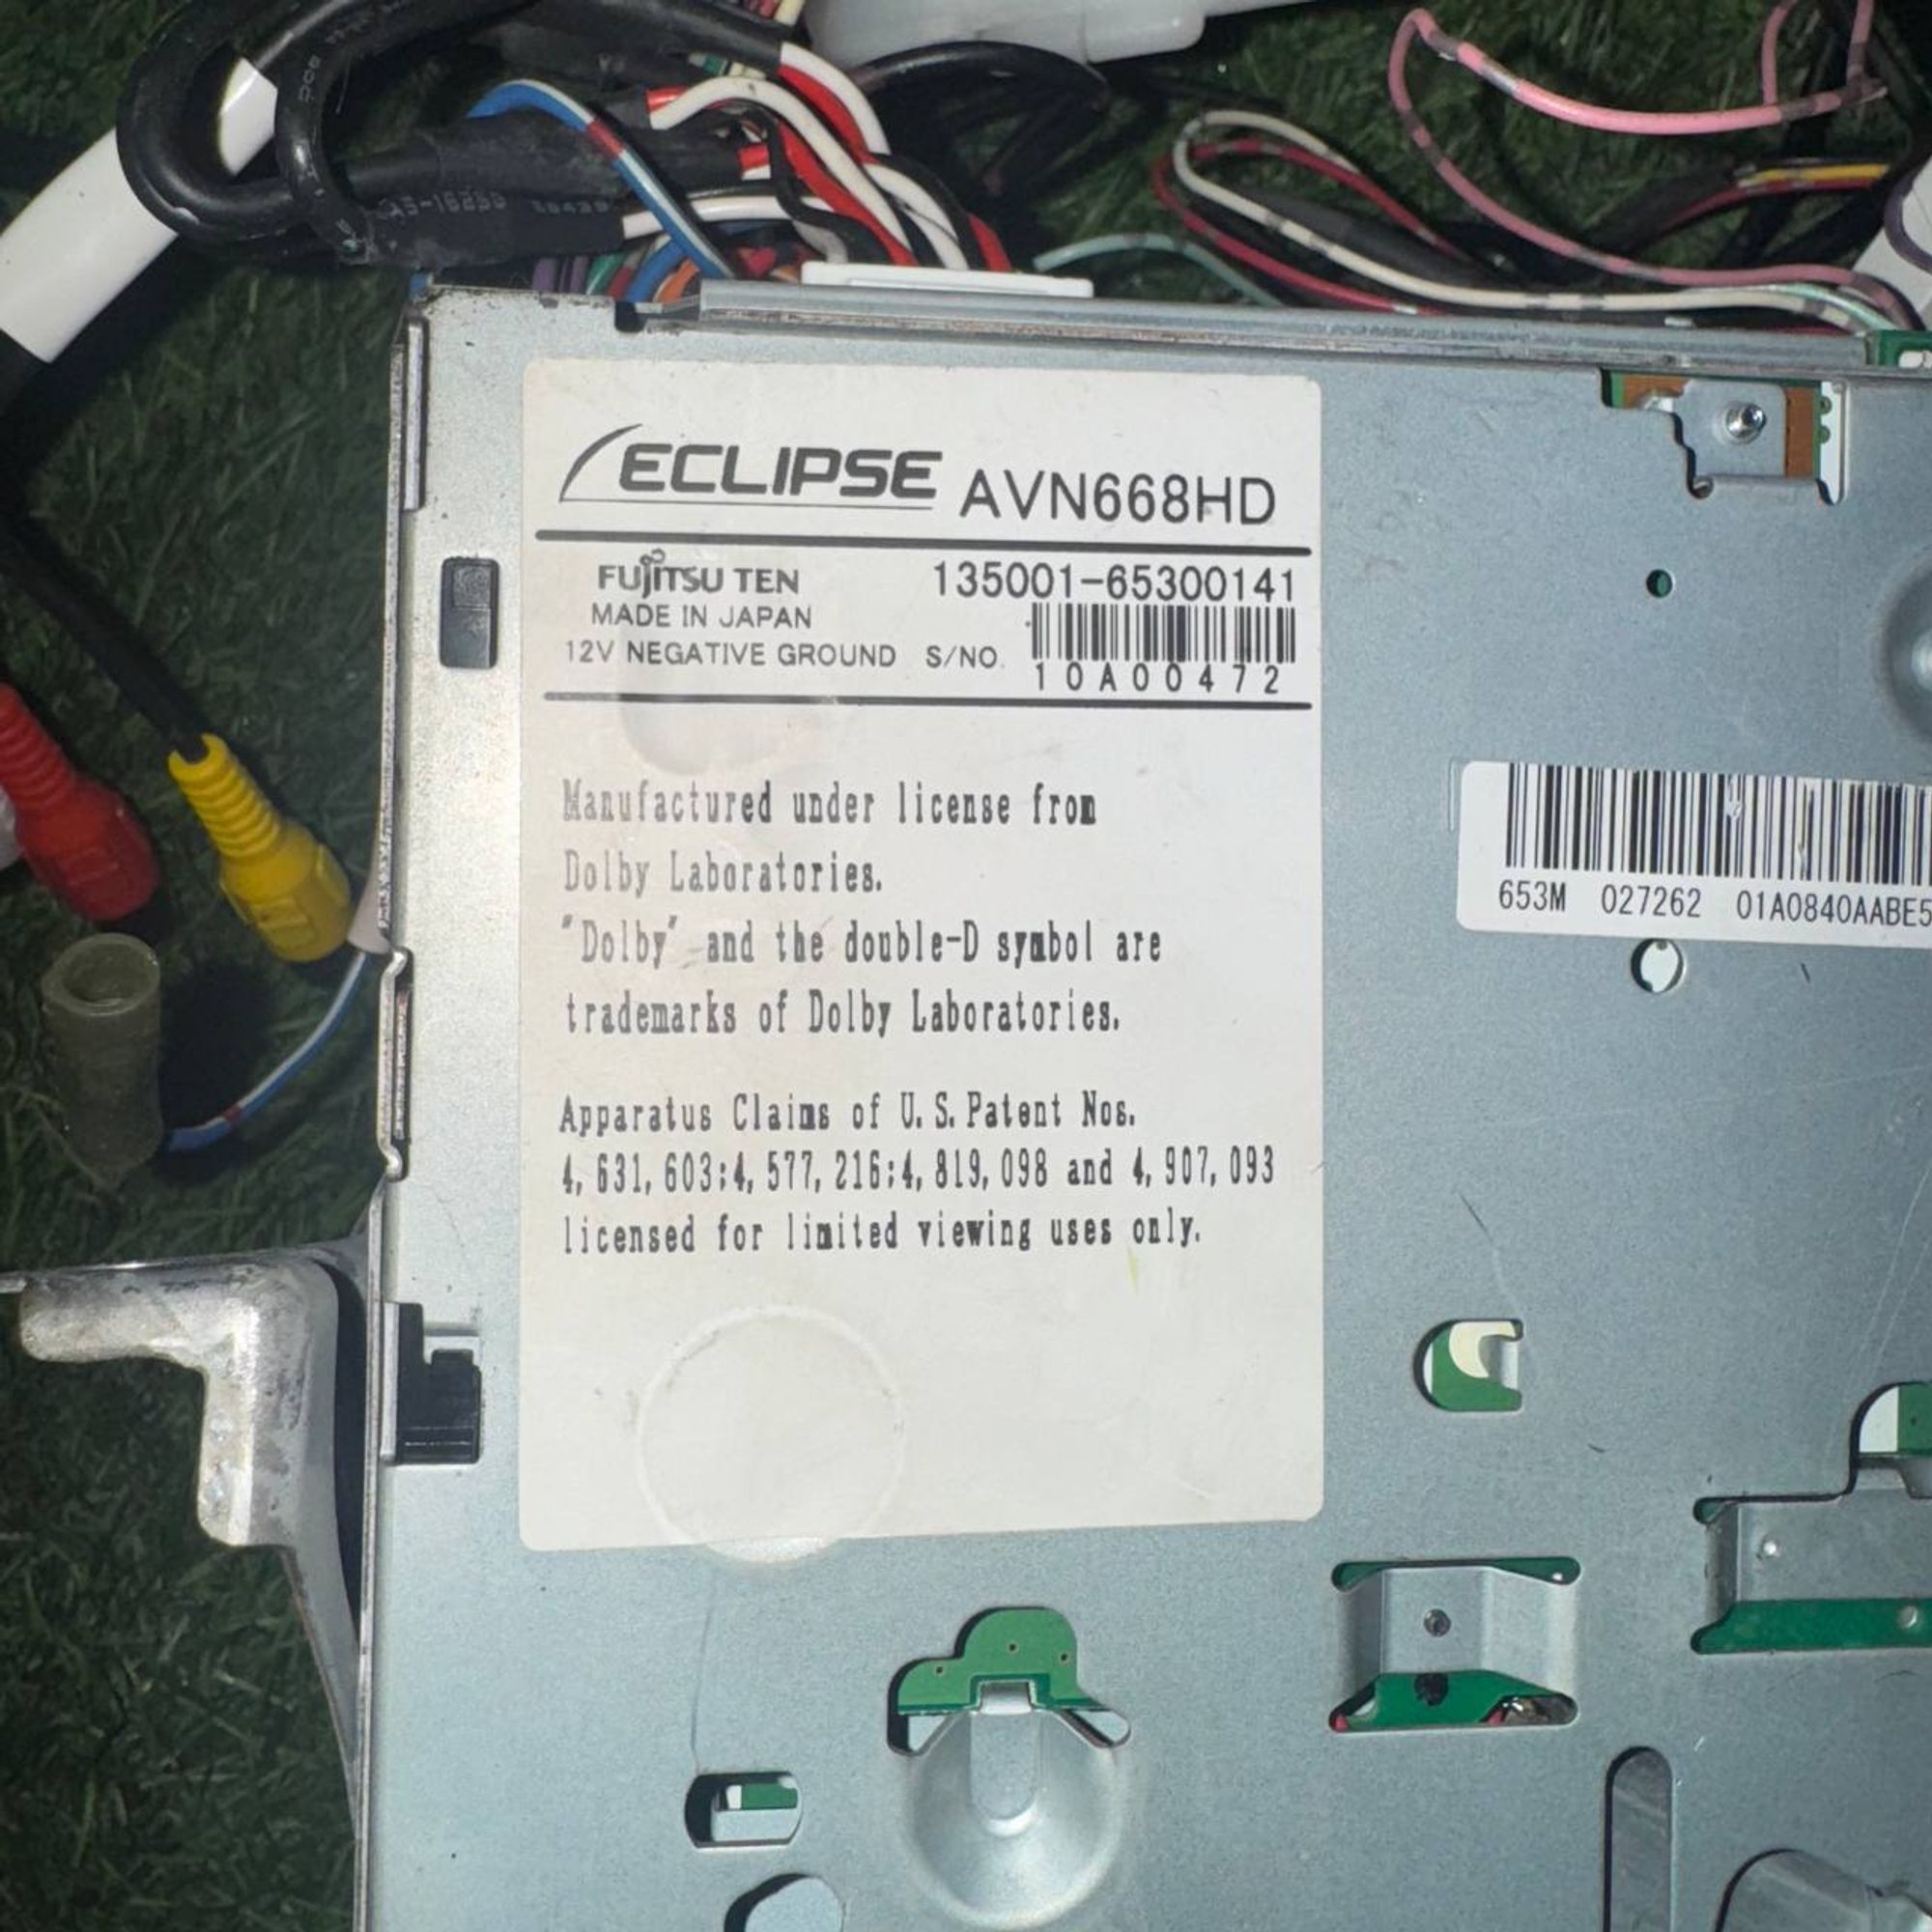 ECLIPSE AVN668HD
FUJITSU TEN 135001-65300141
MADE IN JAPAN
12V NEGATIVE GROUND S/NO.
10A00472
Manufactured under license from
Dolby Laboratories.
"Dolby" and the double-D symbol are
trademarks of Dolby Laboratories.
Apparatus Claims of U.S.Patent Nos.
4,631,603;4,577,216;4,819,098 and 4,907,093
licensed for limited viewing uses only.
653M 027262 01A0840AABE5